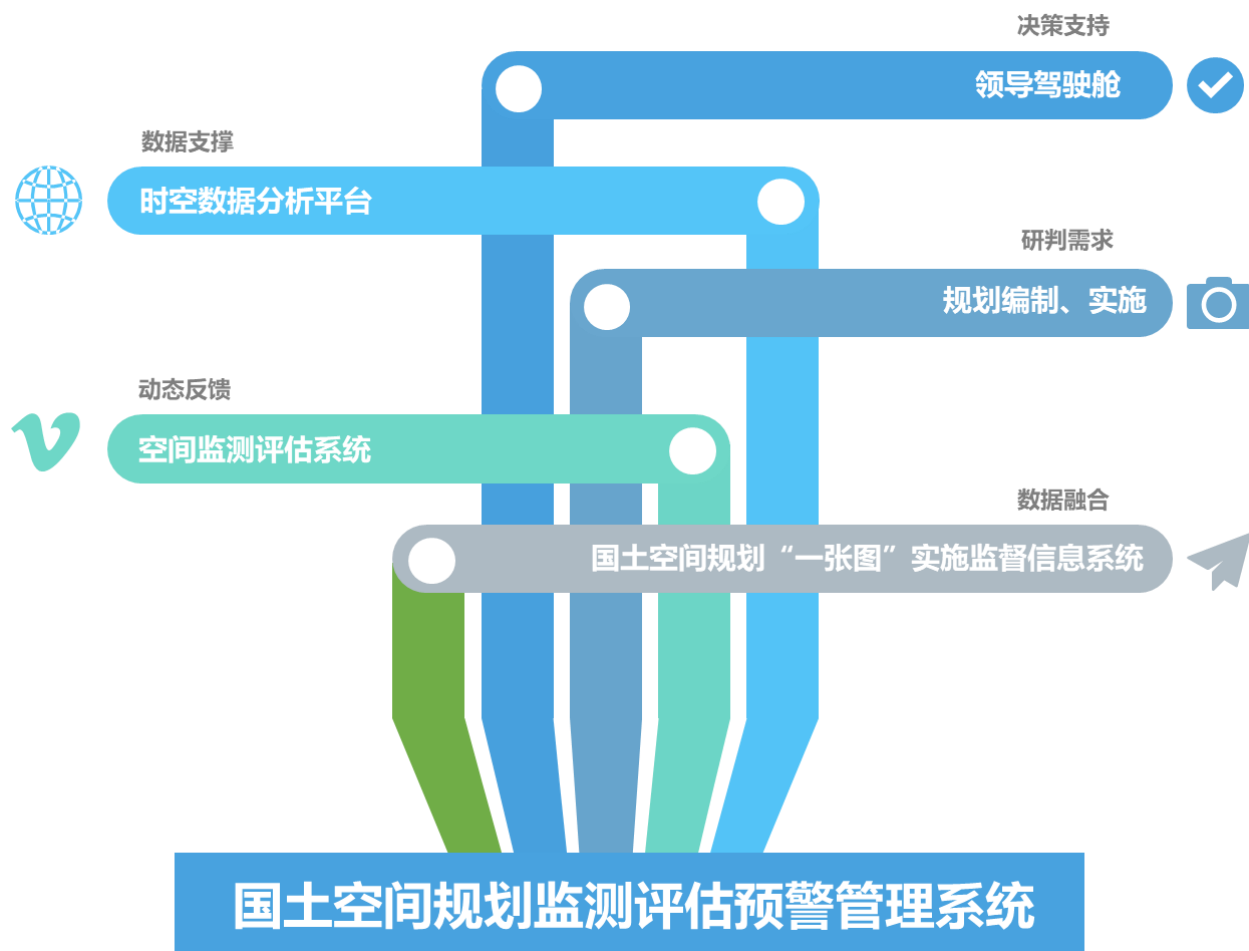 决策支持
领导驾驶舱
数据支撑
时空数据分析平台
研判需求
规划编制、实施
动态反馈
空间监测评估系统
数据融合
国土空间规划“一张图”实施监督信息系统
国土空间规划监测评估预警管理系统